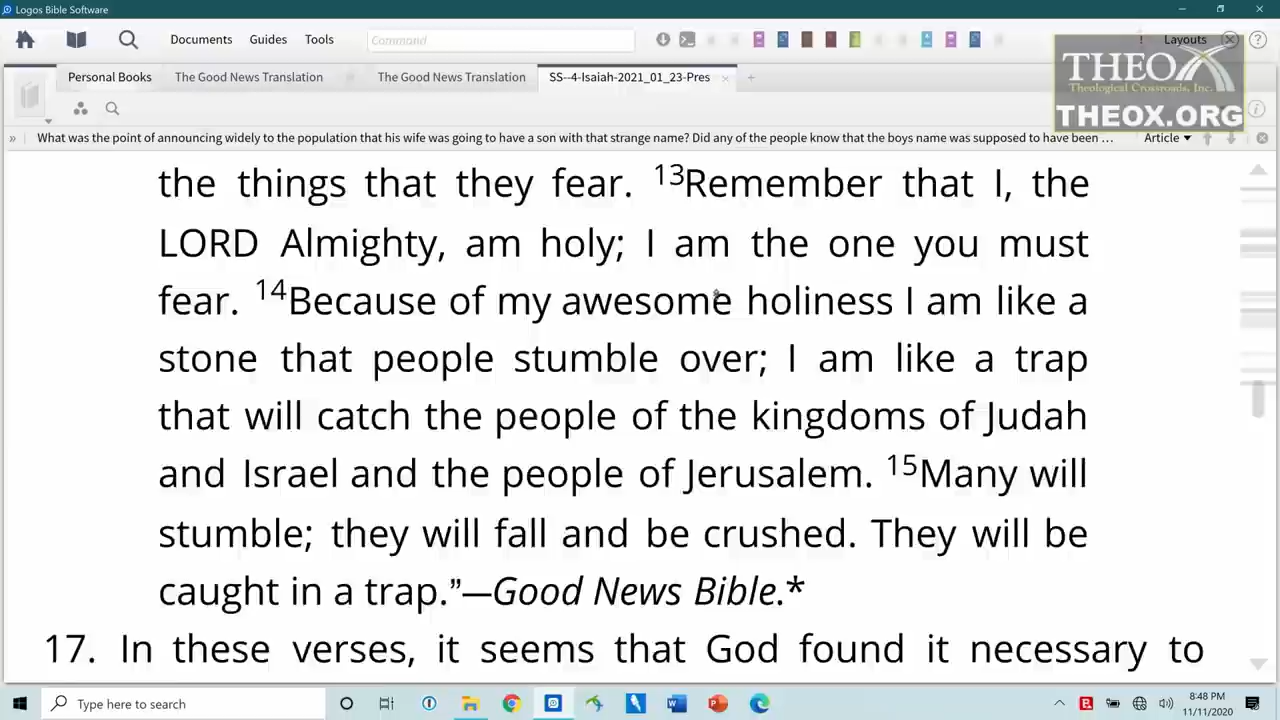 Logos Bible Software
Documents Guides Tools Command Layouts
Personal Books The Good News Translation The Good News Translation SS--4-Isaiah-2021_01_23-Pres
THEOX
Theological Crossroads, Inc.
THEOX.ORG
» What was the point of announcing widely to the population that his wife was going to have a son with that strange name? Did any of the people know that the boys name was supposed to have been ... Article
the things that they fear. 13Remember that I, the
LORD Almighty, am holy; I am the one you must
fear. 14Because of my awesome holiness I am like a
stone that people stumble over; I am like a trap
that will catch the people of the kingdoms of Judah
and Israel and the people of Jerusalem. 15Many will
stumble; they will fall and be crushed. They will be
caught in a trap.”—Good News Bible.*
17. In these verses, it seems that God found it necessary to
Type here to search
8:48 PM
11/11/2020